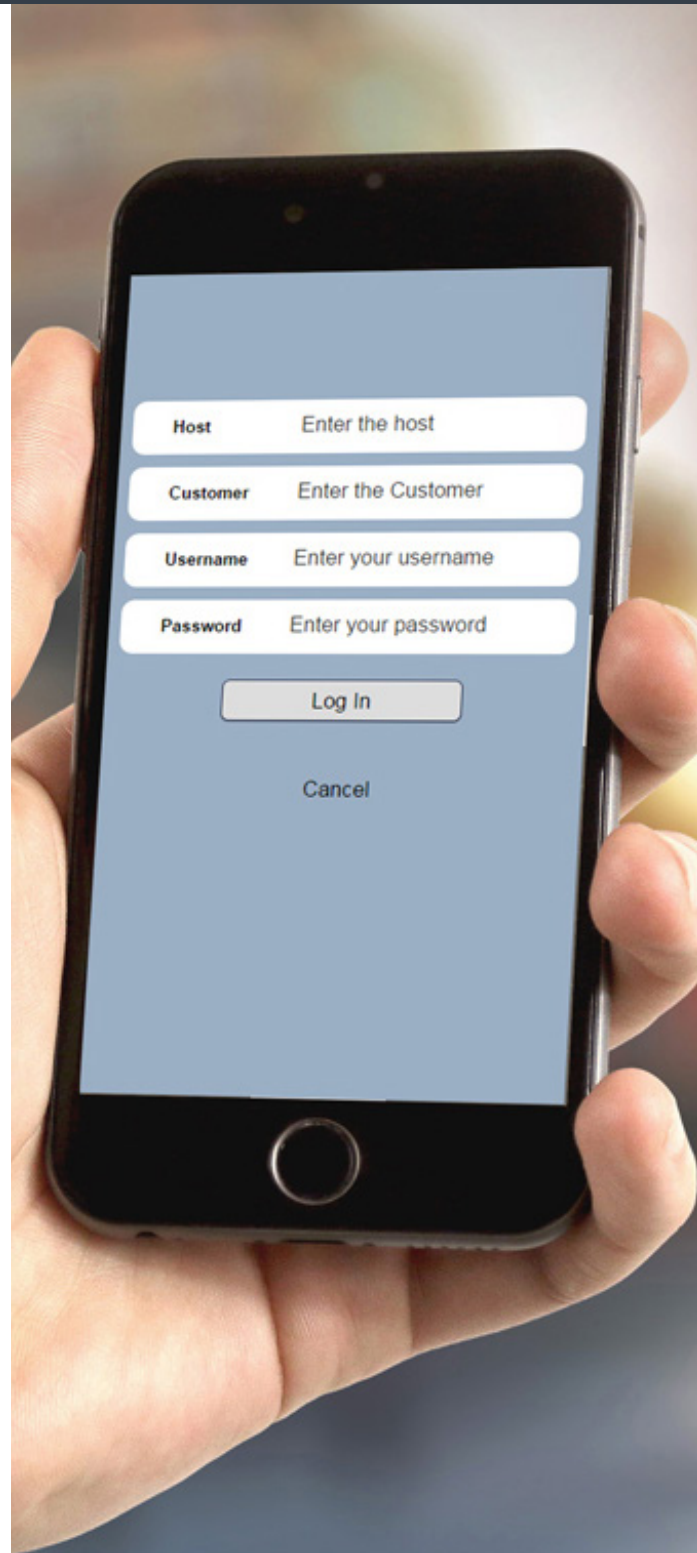 Host Enter the host
Customer Enter the Customer
Username Enter your username
Password Enter your password
Log In
Cancel